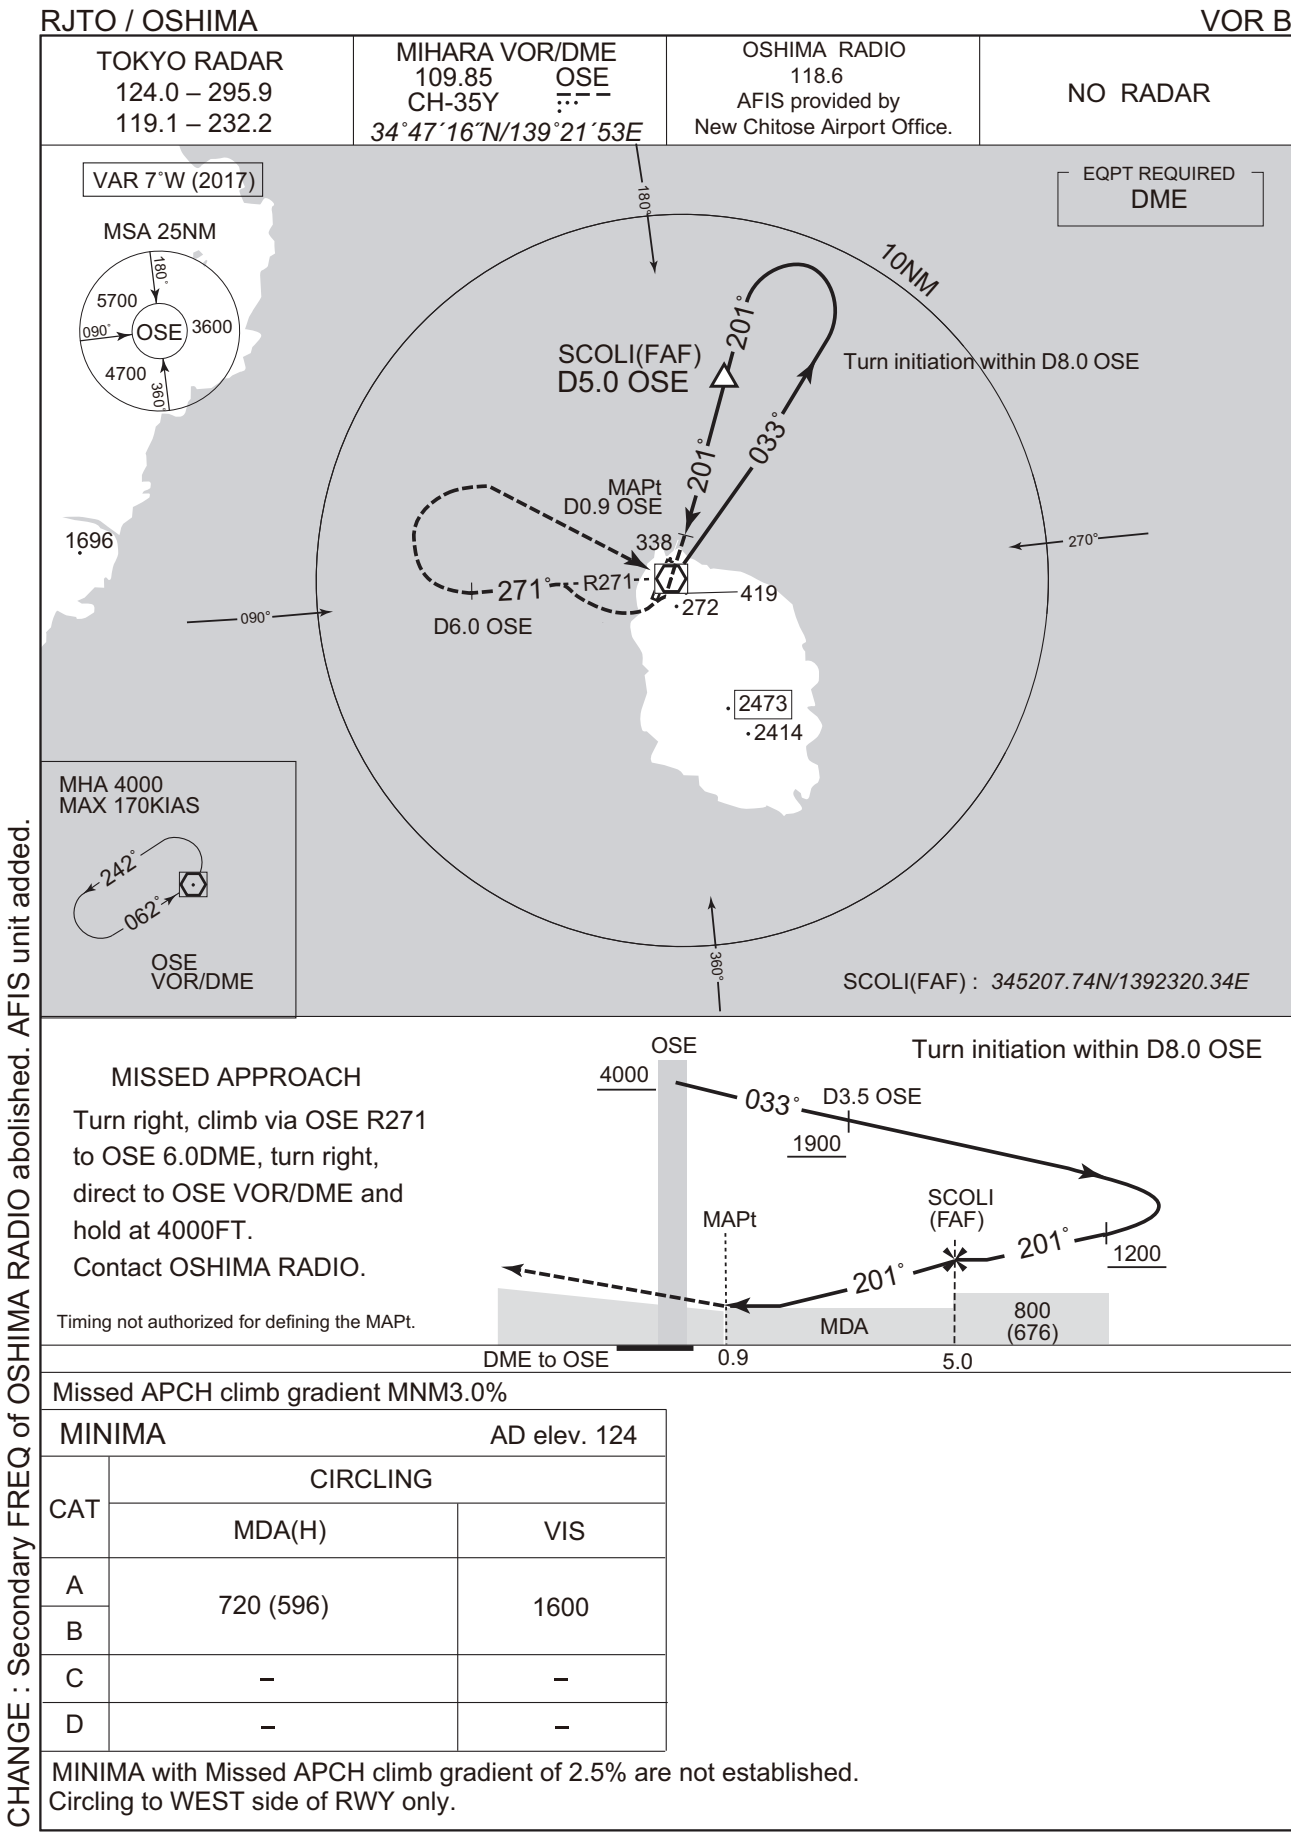 RJTO / OSHIMA
VOR B
TOKYO RADAR
124.0 – 295.9
119.1 – 232.2
MIHARA VOR/DME
109.85 OSE
CH-35Y
34˚47´16˝N/139˚21´53E
OSHIMA RADIO
118.6
AFIS provided by
New Chitose Airport Office.
NO RADAR
VAR 7˚W (2017)
MSA 25NM
180˚
5700
3600
090˚
OSE
4700
360˚
EQPT REQUIRED
DME
180˚
10NM
201˚
SCOLI(FAF)
D5.0 OSE
Turn initiation within D8.0 OSE
033˚
201˚
MAPt
D0.9 OSE
338
1696
270˚
271˚
R271
419
272
D6.0 OSE
090˚
2473
2414
MHA 4000
MAX 170KIAS
242˚
062˚
OSE
VOR/DME
360˚
SCOLI(FAF) : 345207.74N/1392320.34E
CHANGE : Secondary FREQ of OSHIMA RADIO abolished. AFIS unit added.
MISSED APPROACH
Turn right, climb via OSE R271
to OSE 6.0DME, turn right,
direct to OSE VOR/DME and
hold at 4000FT.
Contact OSHIMA RADIO.
Timing not authorized for defining the MAPt.
OSE
Turn initiation within D8.0 OSE
4000
033˚
D3.5 OSE
1900
MAPt
SCOLI
(FAF)
201˚
1200
201˚
MDA
800
(676)
DME to OSE
0.9
5.0
Missed APCH climb gradient MNM3.0%
MINIMA
AD elev. 124
CAT
CIRCLING
MDA(H)
VIS
A
720 (596)
1600
B
C
–
–
D
–
–
MINIMA with Missed APCH climb gradient of 2.5% are not established.
Circling to WEST side of RWY only.